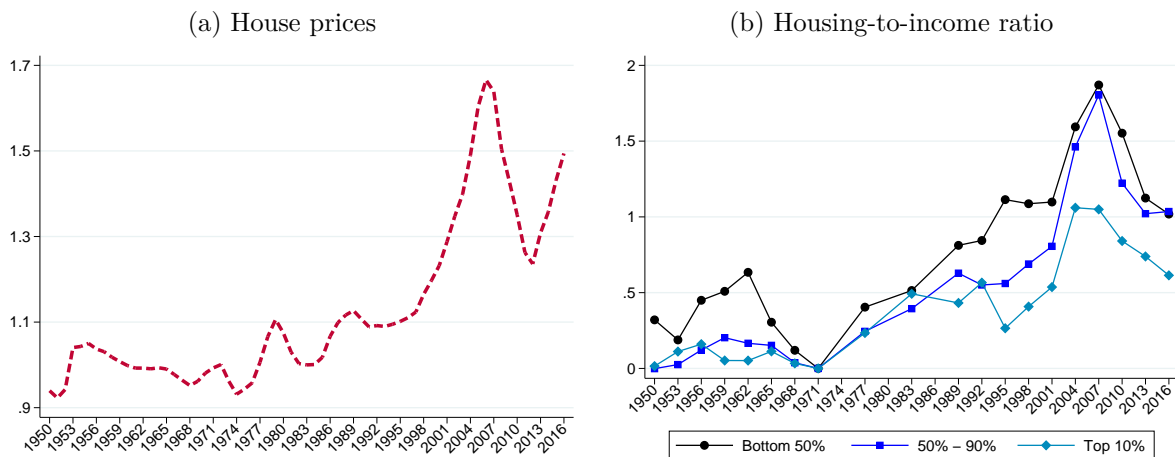 (a) House prices
1.7
1.5
1.3
1.1
.9
1950 1953 1956 1959 1962 1965 1968 1971 1974 1977 1980 1983 1986 1989 1992 1995 1998 2001 2004 2007 2010 2013 2016
(b) Housing-to-income ratio
2
1.5
1
.5
0
1950 1953 1956 1959 1962 1965 1968 1971 1974 1977 1980 1983 1986 1989 1992 1995 1998 2001 2004 2007 2010 2013 2016
Bottom 50% 50% − 90% Top 10%